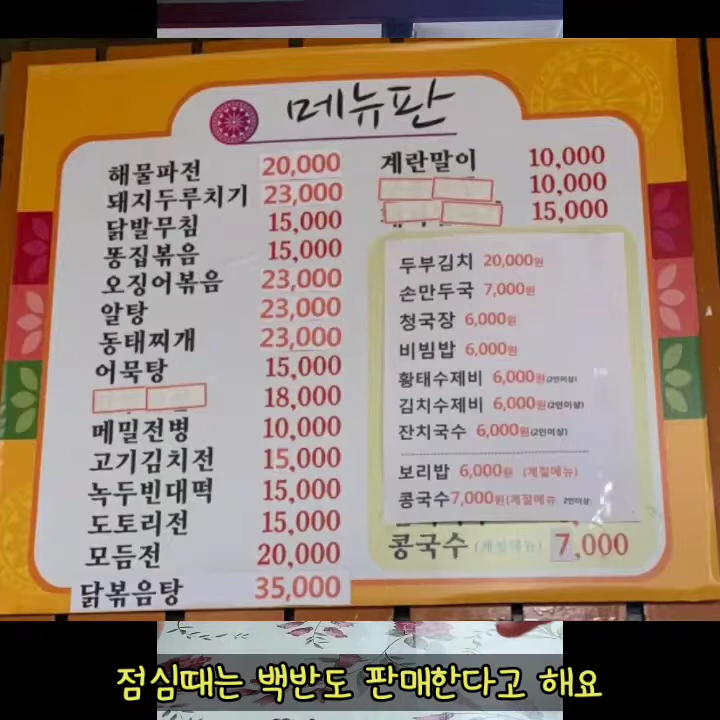 메뉴판
해물파전 20,000
돼지두루치기 23,000
닭발무침 15,000
똥집볶음 15,000
오징어볶음 23,000
알탕 23,000
동태찌개 23,000
어묵탕 15,000
18,000
메밀전병 10,000
고기김치전 15,000
녹두빈대떡 15,000
도토리전 15,000
모듬전 20,000
닭볶음탕 35,000
계란말이 10,000
10,000
15,000
두부김치 20,000원
손만두국 7,000원
청국장 6,000원
비빔밥 6,000원
황태수제비 6,000원(2인이상)
김치수제비 6,000원(2인이상)
잔치국수 6,000원(2인이상)
보리밥 6,000원 (계절메뉴)
콩국수 7,000원(계절메뉴 2인이상)
콩국수 (계절메뉴) 7,000
점심때는 백반도 판매한다고 해요